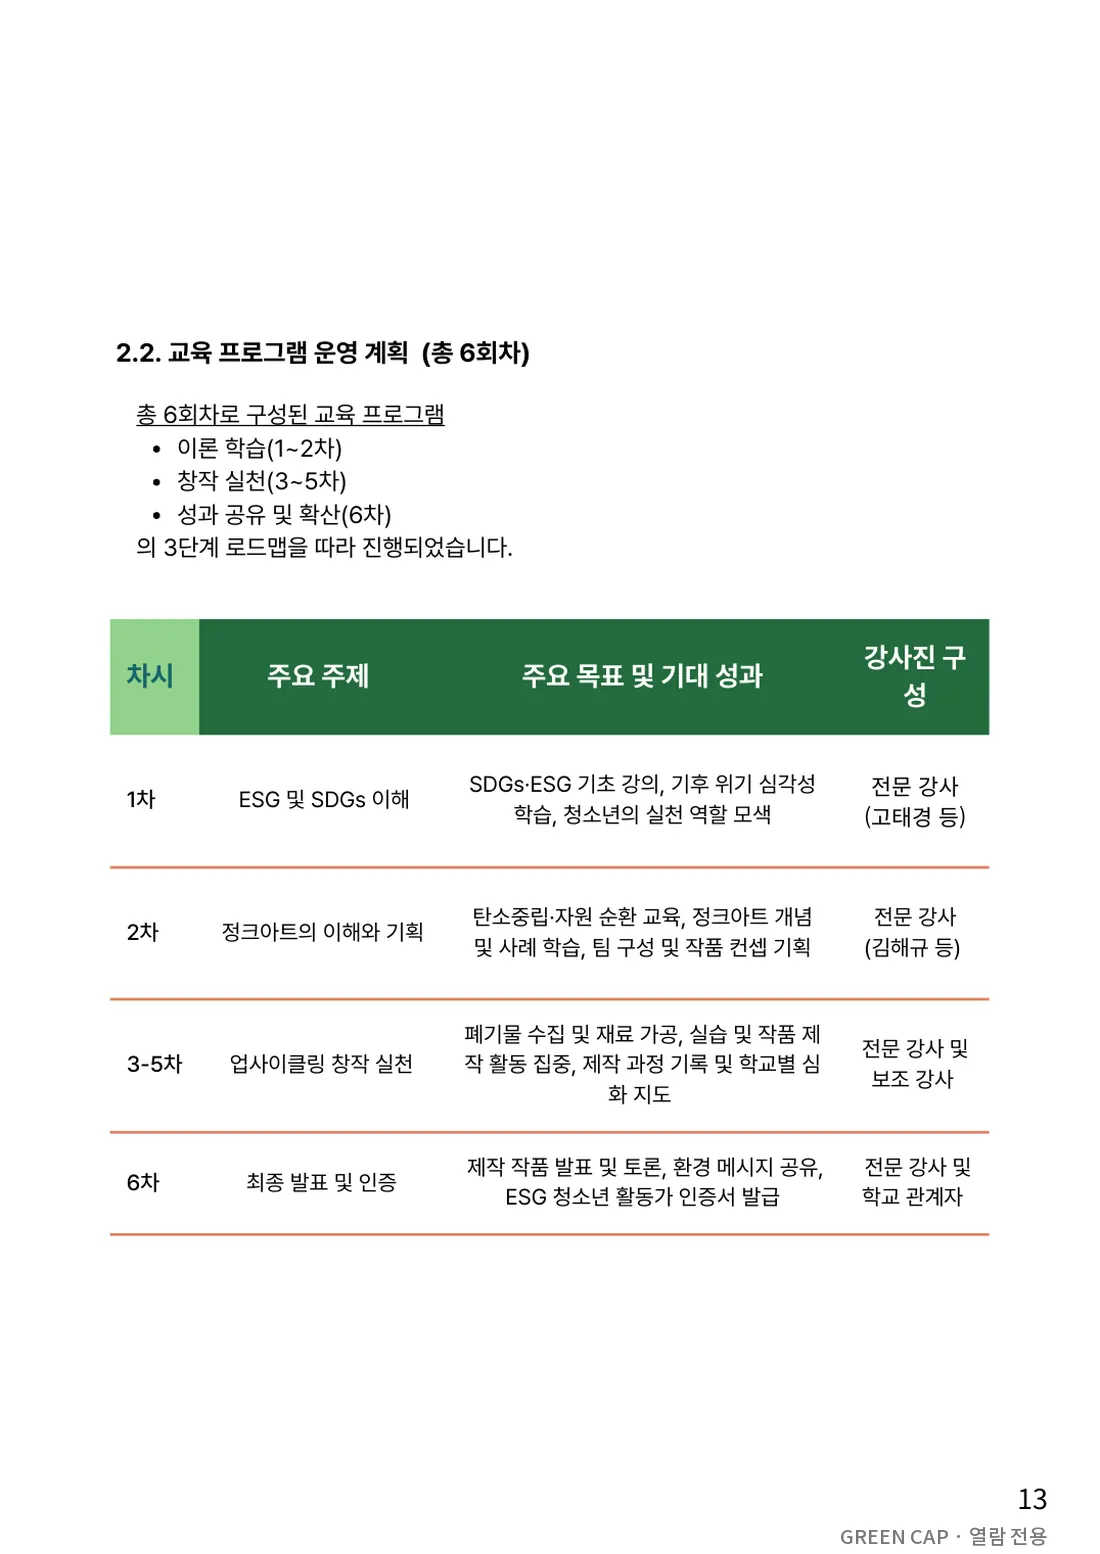 2.2. 교육 프로그램 운영 계획 (총 6회차)
총 6회차로 구성된 교육 프로그램
• 이론 학습(1~2차)
• 창작 실천(3~5차)
• 성과 공유 및 확산(6차)
의 3단계 로드맵을 따라 진행되었습니다.
차시
주요 주제
주요 목표 및 기대 성과
강사진 구
성
1차
ESG 및 SDGs 이해
SDGs·ESG 기초 강의, 기후 위기 심각성
학습, 청소년의 실천 역할 모색
전문 강사
(고태경 등)
2차
정크아트의 이해와 기획
탄소중립·자원 순환 교육, 정크아트 개념
및 사례 학습, 팀 구성 및 작품 컨셉 기획
전문 강사
(김해규 등)
3-5차
업사이클링 창작 실천
폐기물 수집 및 재료 가공, 실습 및 작품 제
작 활동 집중, 제작 과정 기록 및 학교별 심
화 지도
전문 강사 및
보조 강사
6차
최종 발표 및 인증
제작 작품 발표 및 토론, 환경 메시지 공유,
ESG 청소년 활동가 인증서 발급
전문 강사 및
학교 관계자
13
GREEN CAP · 열람 전용